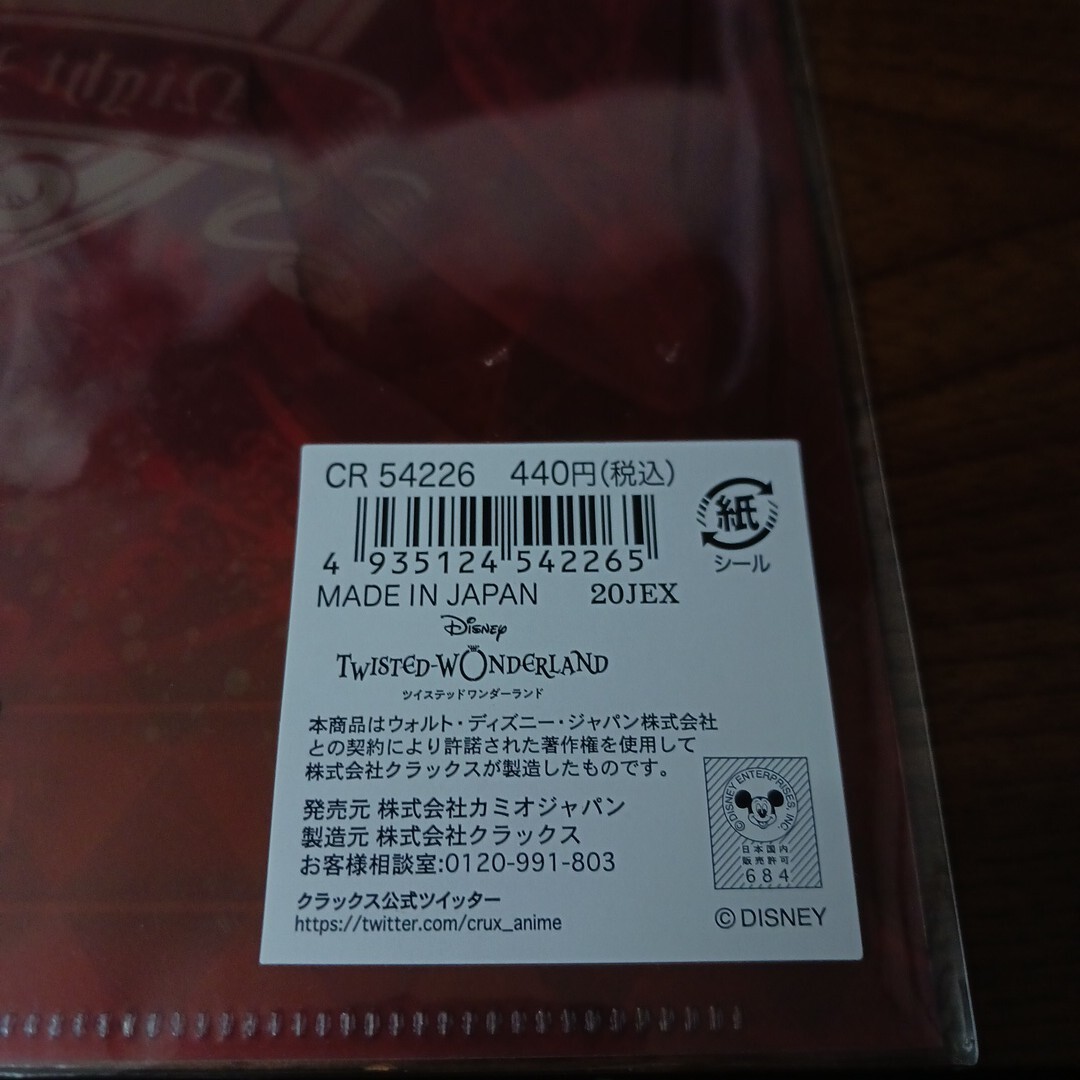 CR 54226 440円(税込)
紙
シール
4 935124 542265
MADE IN JAPAN 20JEX
Disney
TWISTED-WONDERLAND
ツイステッドワンダーランド
本商品はウォルト・ディズニー・ジャパン株式会社
との契約により許諾された著作権を使用して
株式会社クラックスが製造したものです。
©DISNEY ENTERPRISES, INC.
日本国内
販売許可
684
発売元 株式会社カミオジャパン
製造元 株式会社クラックス
お客様相談室:0120-991-803
クラックス公式ツイッター
https://twitter.com/crux_anime
©DISNEY